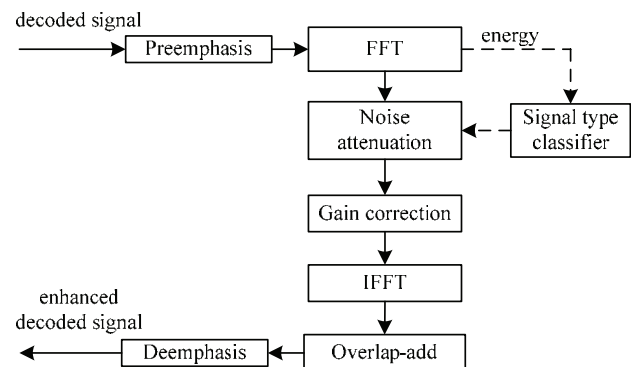 decoded signal
Preemphasis
FFT
energy
Noise
attenuation
Signal type
classifier
Gain correction
IFFT
enhanced
decoded signal
Deemphasis
Overlap-add